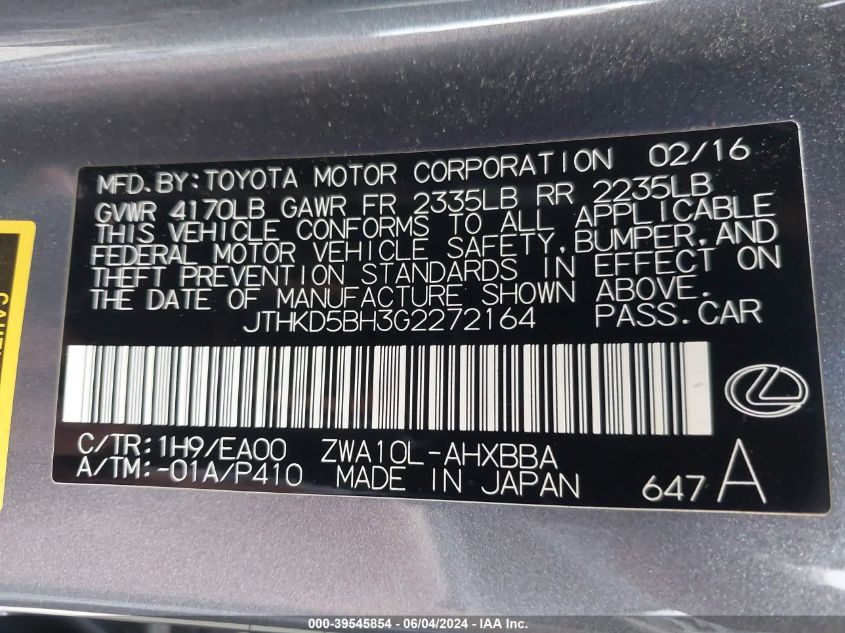 MFD. BY: TOYOTA MOTOR CORPORATION 02/16
GVWR 4170LB GAWR FR 2335LB RR 2235LB
THIS VEHICLE CONFORMS TO ALL APPLICABLE
FEDERAL MOTOR VEHICLE SAFETY, BUMPER, AND
THEFT PREVENTION STANDARDS IN EFFECT ON
THE DATE OF MANUFACTURE SHOWN ABOVE.
JTHKD5BH3G2272164 PASS. CAR
C/TR: 1H9/EA00 ZWA10L-AHXBBA
A/TM: -01A/P410 MADE IN JAPAN 647 A
000-39545854 - 06/04/2024 - IAA Inc.